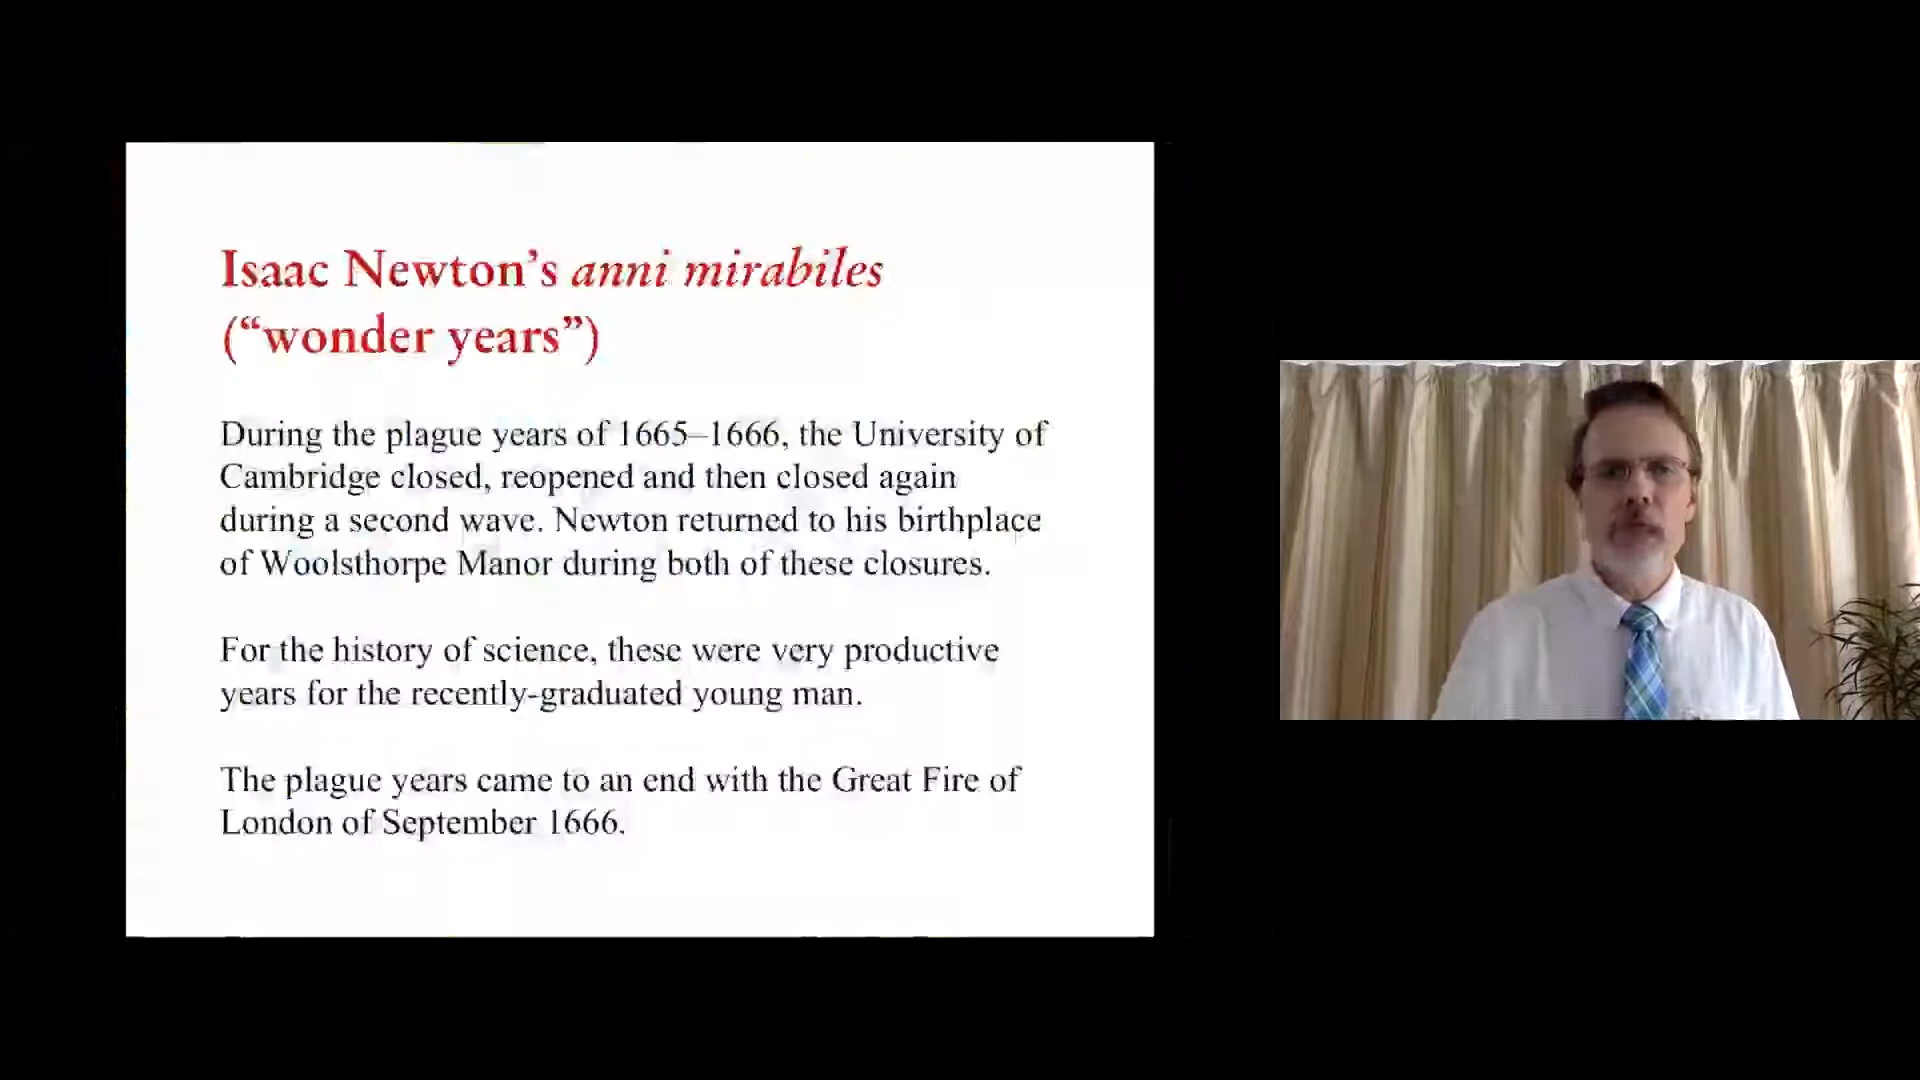 Isaac Newton’s anni mirabiles
(“wonder years”)
During the plague years of 1665–1666, the University of
Cambridge closed, reopened and then closed again
during a second wave. Newton returned to his birthplace
of Woolsthorpe Manor during both of these closures.
For the history of science, these were very productive
years for the recently-graduated young man.
The plague years came to an end with the Great Fire of
London of September 1666.